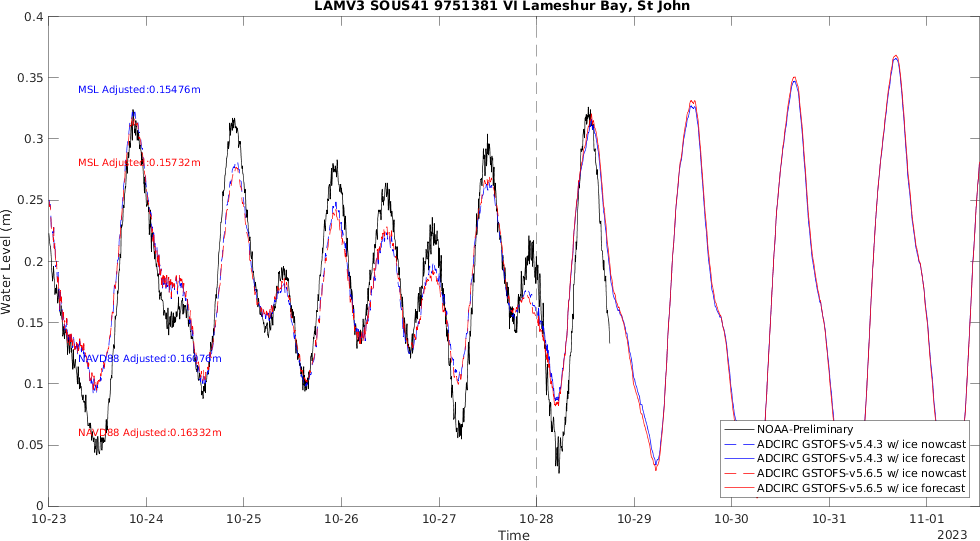 LAMV3 SOUS41 9751381 VI Lameshur Bay, St John
0.4
0.35
0.3
0.25
0.2
0.15
0.1
0.05
0
Water Level (m)
MSL Adjusted:0.15476m
MSL Adjusted:0.15732m
NAVD88 Adjusted:0.16076m
NAVD88 Adjusted:0.16332m
NOAA-Preliminary
ADCIRC GSTOFS-v5.4.3 w/ ice nowcast
ADCIRC GSTOFS-v5.4.3 w/ ice forecast
ADCIRC GSTOFS-v5.6.5 w/ ice nowcast
ADCIRC GSTOFS-v5.6.5 w/ ice forecast
10-23 10-24 10-25 10-26 10-27 10-28 10-29 10-30 10-31 11-01
Time
2023